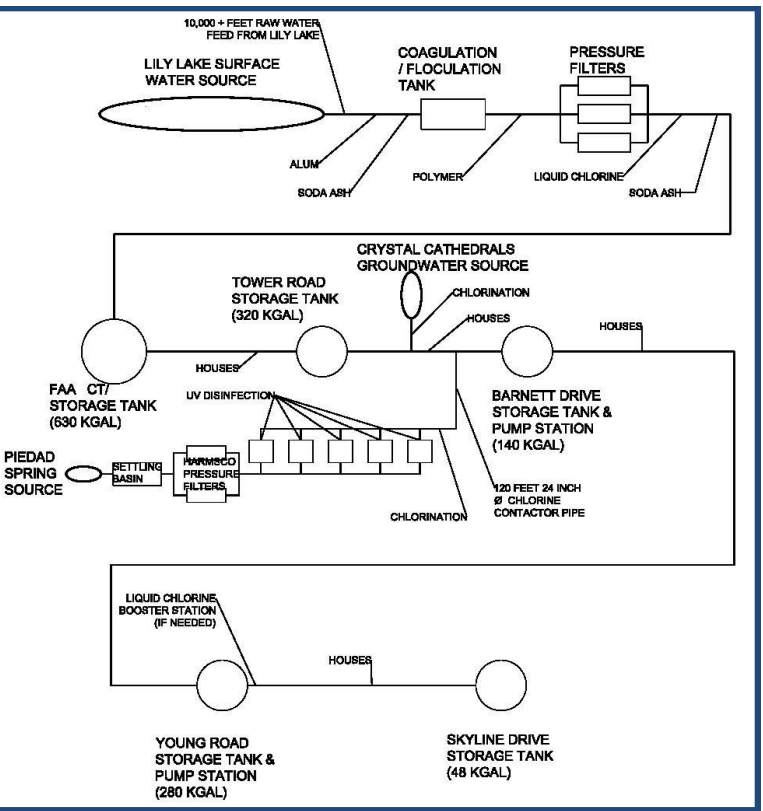 10,000 + FEET RAW WATER
FEED FROM LILY LAKE
LILY LAKE SURFACE
WATER SOURCE
COAGULATION
/ FLOCULATION
TANK
PRESSURE
FILTERS
ALUM
SODA ASH
POLYMER
LIQUID CHLORINE
SODA ASH
CRYSTAL CATHEDRALS
GROUNDWATER SOURCE
TOWER ROAD
STORAGE TANK
(320 KGAL)
CHLORINATION
HOUSES
HOUSES
HOUSES
FAA CT/
STORAGE TANK
(630 KGAL)
UV DISINFECTION
BARNETT DRIVE
STORAGE TANK &
PUMP STATION
(140 KGAL)
PIEDAD
SPRING
SOURCE
SETTLING
BASIN
HARMSCO
PRESSURE
FILTERS
CHLORINATION
120 FEET 24 INCH
Ø CHLORINE
CONTACTOR PIPE
LIQUID CHLORINE
BOOSTER STATION
(IF NEEDED)
HOUSES
YOUNG ROAD
STORAGE TANK &
PUMP STATION
(280 KGAL)
SKYLINE DRIVE
STORAGE TANK
(48 KGAL)